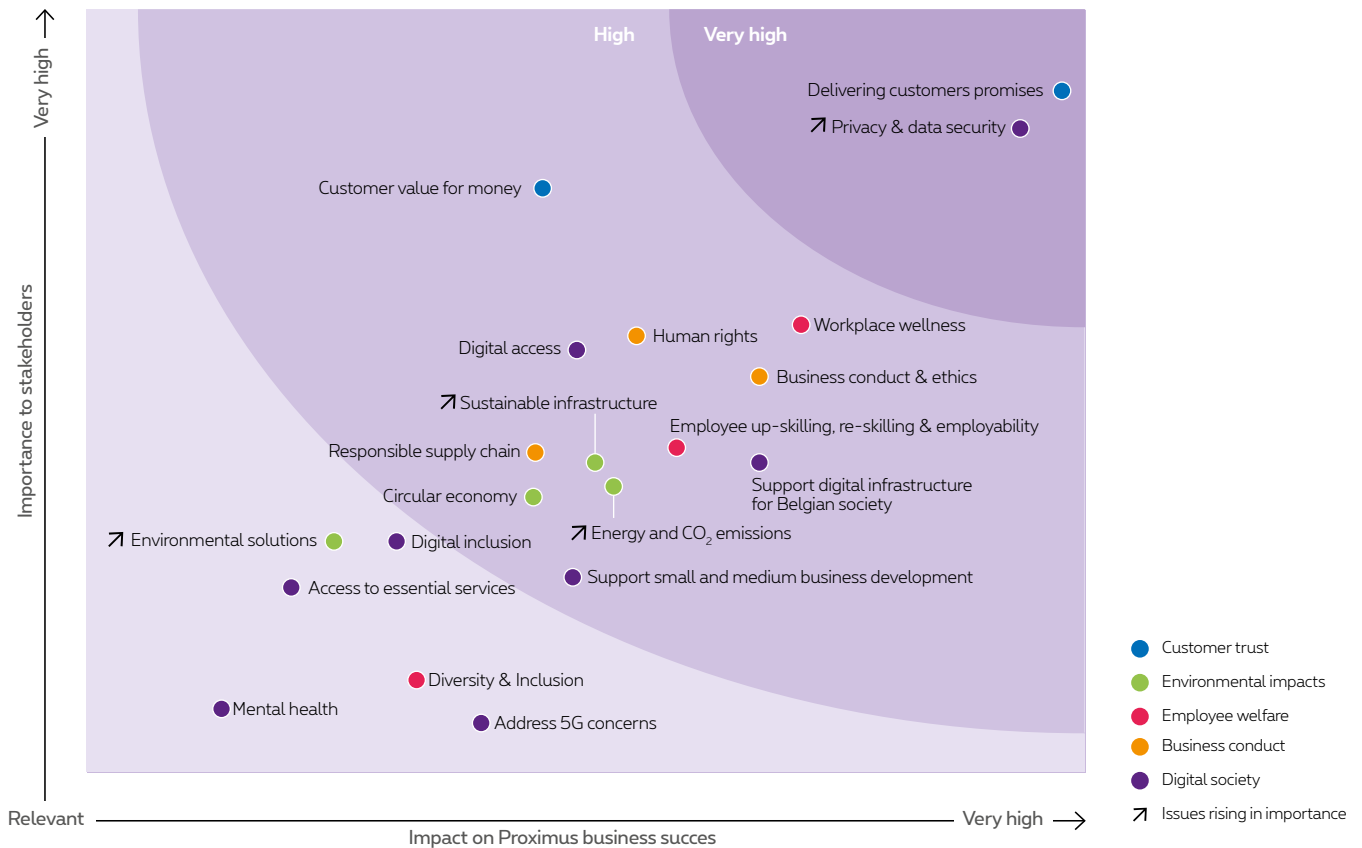 High
Very high
Very high
Delivering customers promises
Privacy & data security
Customer value for money
Importance to stakeholders
Workplace wellness
Human rights
Digital access
Business conduct & ethics
Sustainable infrastructure
Employee up-skilling, re-skilling & employability
Responsible supply chain
Support digital infrastructure
for Belgian society
Circular economy
Energy and CO₂ emissions
Environmental solutions
Digital inclusion
Support small and medium business development
Access to essential services
Diversity & Inclusion
Mental health
Address 5G concerns
Customer trust
Environmental impacts
Employee welfare
Business conduct
Digital society
Issues rising in importance
Relevant
Very high
Impact on Proximus business succes